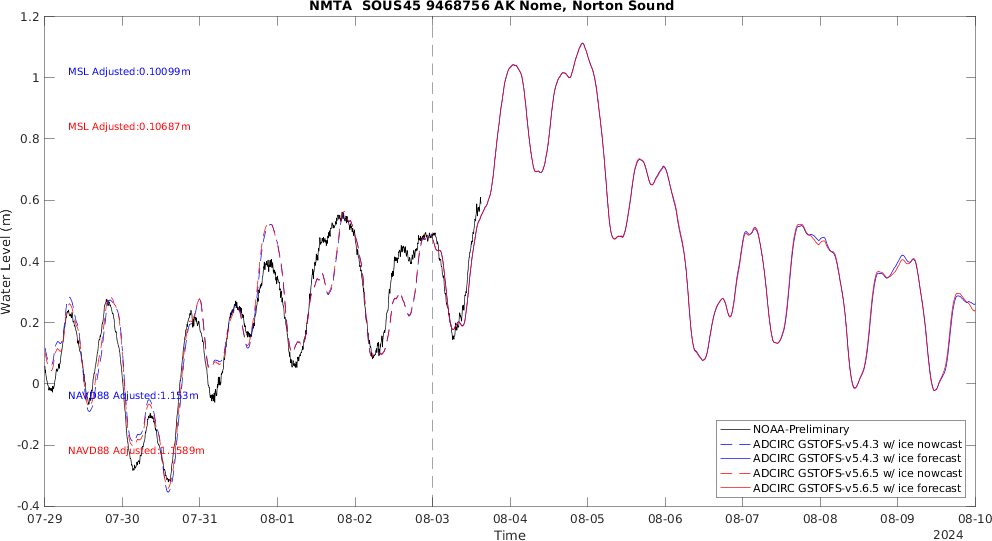 NMTA SOUS45 9468756 AK Nome, Norton Sound
1.2
1
0.8
0.6
0.4
0.2
0
-0.2
-0.4
Water Level (m)
MSL Adjusted:0.10099m
MSL Adjusted:0.10687m
NAVD88 Adjusted:1.153m
NAVD88 Adjusted:1.1589m
NOAA-Preliminary
ADCIRC GSTOFS-v5.4.3 w/ ice nowcast
ADCIRC GSTOFS-v5.4.3 w/ ice forecast
ADCIRC GSTOFS-v5.6.5 w/ ice nowcast
ADCIRC GSTOFS-v5.6.5 w/ ice forecast
07-29 07-30 07-31 08-01 08-02 08-03 08-04 08-05 08-06 08-07 08-08 08-09 08-10
Time
2024